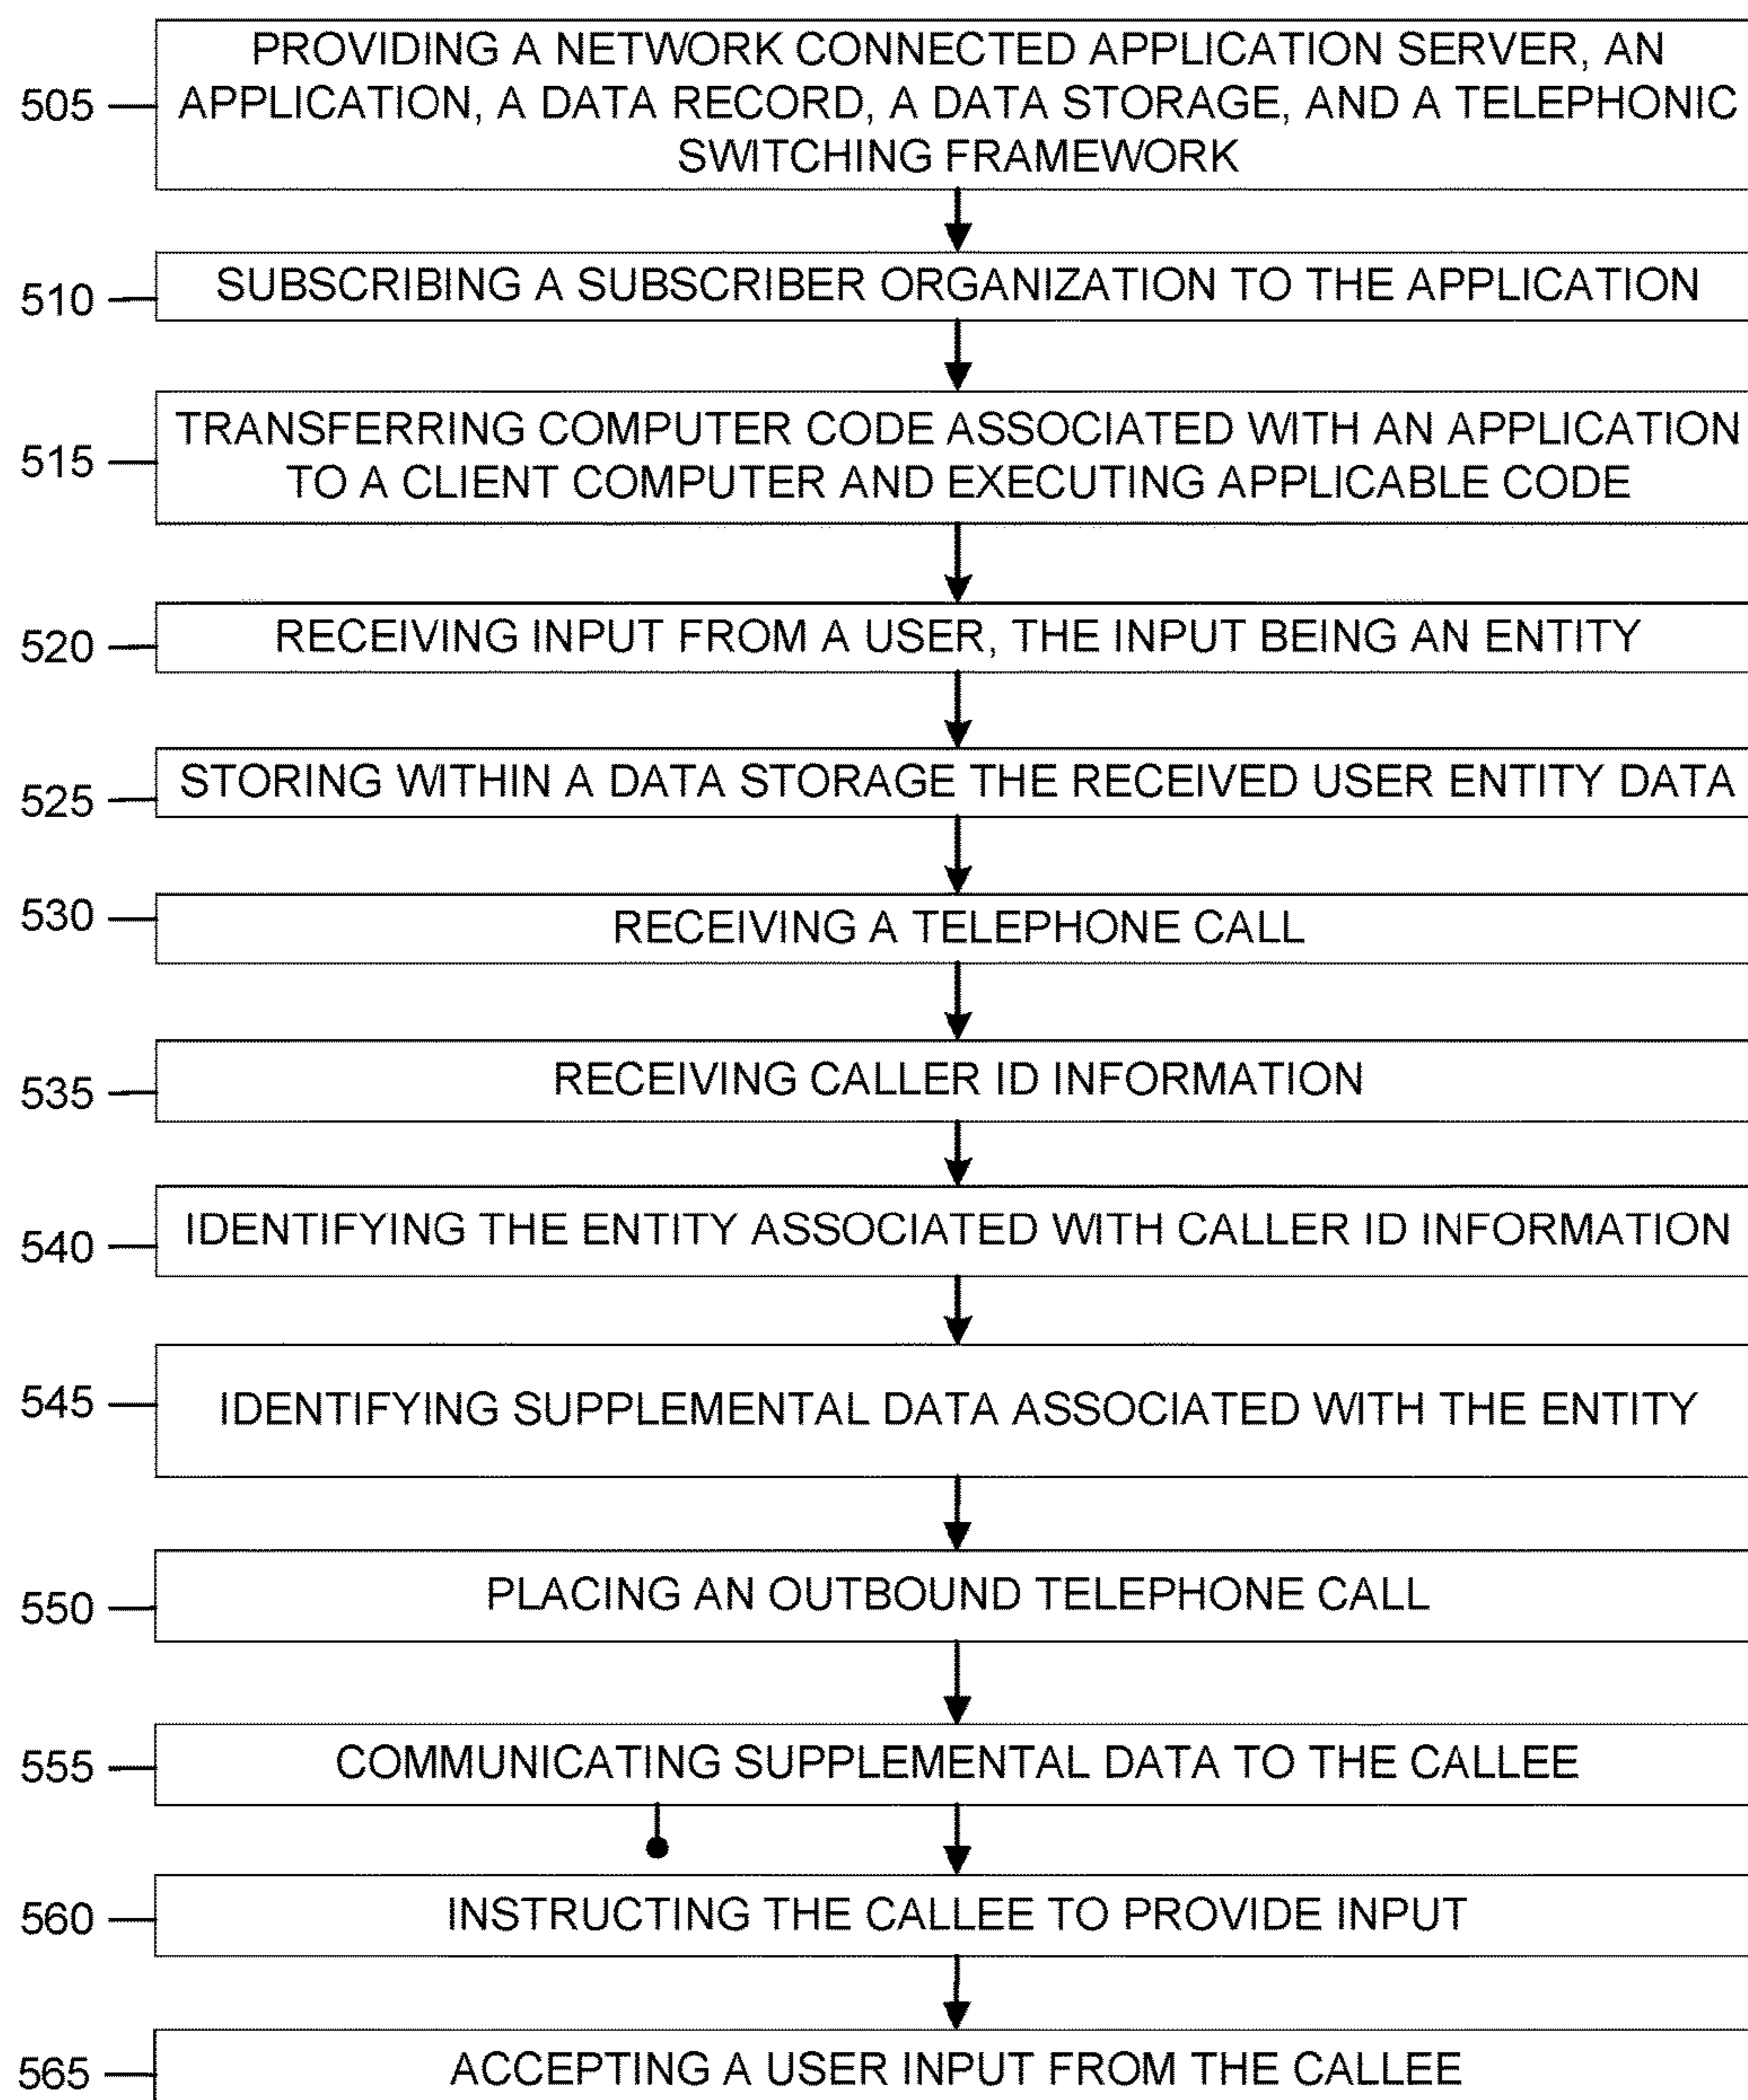 PROVIDING A NETWORK CONNECTED APPLICATION SERVER, AN
505
APPLICATION, A DATA RECORD, A DATA STORAGE, AND A TELEPHONIC
SWITCHING FRAMEWORK
510
SUBSCRIBING A SUBSCRIBER ORGANIZATION TO THE APPLICATION
TRANSFERRING COMPUTER CODE ASSOCIATED WITH AN APPLICATION
515
TO A CLIENT COMPUTER AND EXECUTING APPLICABLE CODE
520
RECEIVING INPUT FROM A USER, THE INPUT BEING AN ENTITY
525
STORING WITHIN A DATA STORAGE THE RECEIVED USER ENTITY DATA
530
RECEIVING A TELEPHONE CALL
535
RECEIVING CALLER ID INFORMATION
540
IDENTIFYING THE ENTITY ASSOCIATED WITH CALLER ID INFORMATION
545
IDENTIFYING SUPPLEMENTAL DATA ASSOCIATED WITH THE ENTITY
550
PLACING AN OUTBOUND TELEPHONE CALL
555
COMMUNICATING SUPPLEMENTAL DATA TO THE CALLEE
560
INSTRUCTING THE CALLEE TO PROVIDE INPUT
565
ACCEPTING A USER INPUT FROM THE CALLEE